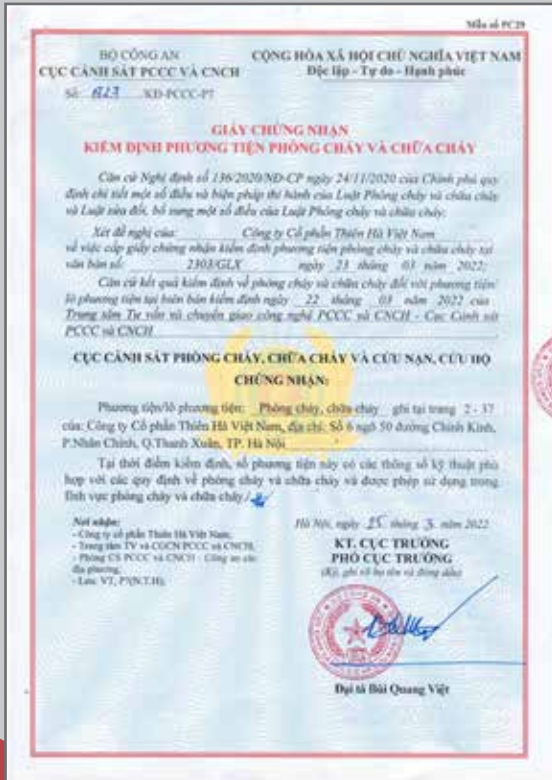 Mẫu số PC29
BỘ CÔNG AN
CỤC CẢNH SÁT PCCC VÀ CNCH
CỘNG HÒA XÃ HỘI CHỦ NGHĨA VIỆT NAM
Độc lập - Tự do - Hạnh phúc
Số: /KĐ-PCCC-P7
GIẤY CHỨNG NHẬN
KIỂM ĐỊNH PHƯƠNG TIỆN PHÒNG CHÁY VÀ CHỮA CHÁY
Căn cứ Nghị định số 136/2020/NĐ-CP ngày 24/11/2020 của Chính phủ quy
định chi tiết một số điều và biện pháp thi hành của Luật Phòng cháy và chữa cháy
và Luật sửa đổi, bổ sung một số điều của Luật Phòng cháy và chữa cháy;
Xét đề nghị của: Công ty Cổ phần Thiên Hà Việt Nam
về việc cấp giấy chứng nhận kiểm định phương tiện phòng cháy và chữa cháy tại
văn bản số: 2303/GLX ngày 23 tháng 03 năm 2022;
Căn cứ kết quả kiểm định về phòng cháy và chữa cháy đối với phương tiện/
lô phương tiện tại biên bản kiểm định ngày 22 tháng 03 năm 2022 của
Trung tâm Tư vấn và chuyển giao công nghệ PCCC và CNCH - Cục Cảnh sát
PCCC và CNCH
CỤC CẢNH SÁT PHÒNG CHÁY, CHỮA CHÁY VÀ CỨU NẠN, CỨU HỘ
CHỨNG NHẬN:
Phương tiện/lô phương tiện: Phòng cháy, chữa cháy ghi tại trang 2 - 37
của: Công ty Cổ phần Thiên Hà Việt Nam, địa chỉ: Số 6 ngõ 50 đường Chính Kinh,
P.Nhân Chính, Q.Thanh Xuân, TP. Hà Nội
Tại thời điểm kiểm định, số phương tiện này có các thông số kỹ thuật phù
hợp với các quy định về phòng cháy và chữa cháy và được phép sử dụng trong
lĩnh vực phòng cháy và chữa cháy./.
Nơi nhận:
- Công ty cổ phần Thiên Hà Việt Nam;
- Trung tâm TV và CGCN PCCC và CNCH;
- Phòng CS PCCC và CNCH - Công an các
địa phương;
- Lưu: VT, P7(N.T.H).
Hà Nội, ngày 25 tháng 3 năm 2022
KT. CỤC TRƯỞNG
PHÓ CỤC TRƯỞNG
(Ký, ghi rõ họ tên và đóng dấu)
Đại tá Bùi Quang Việt